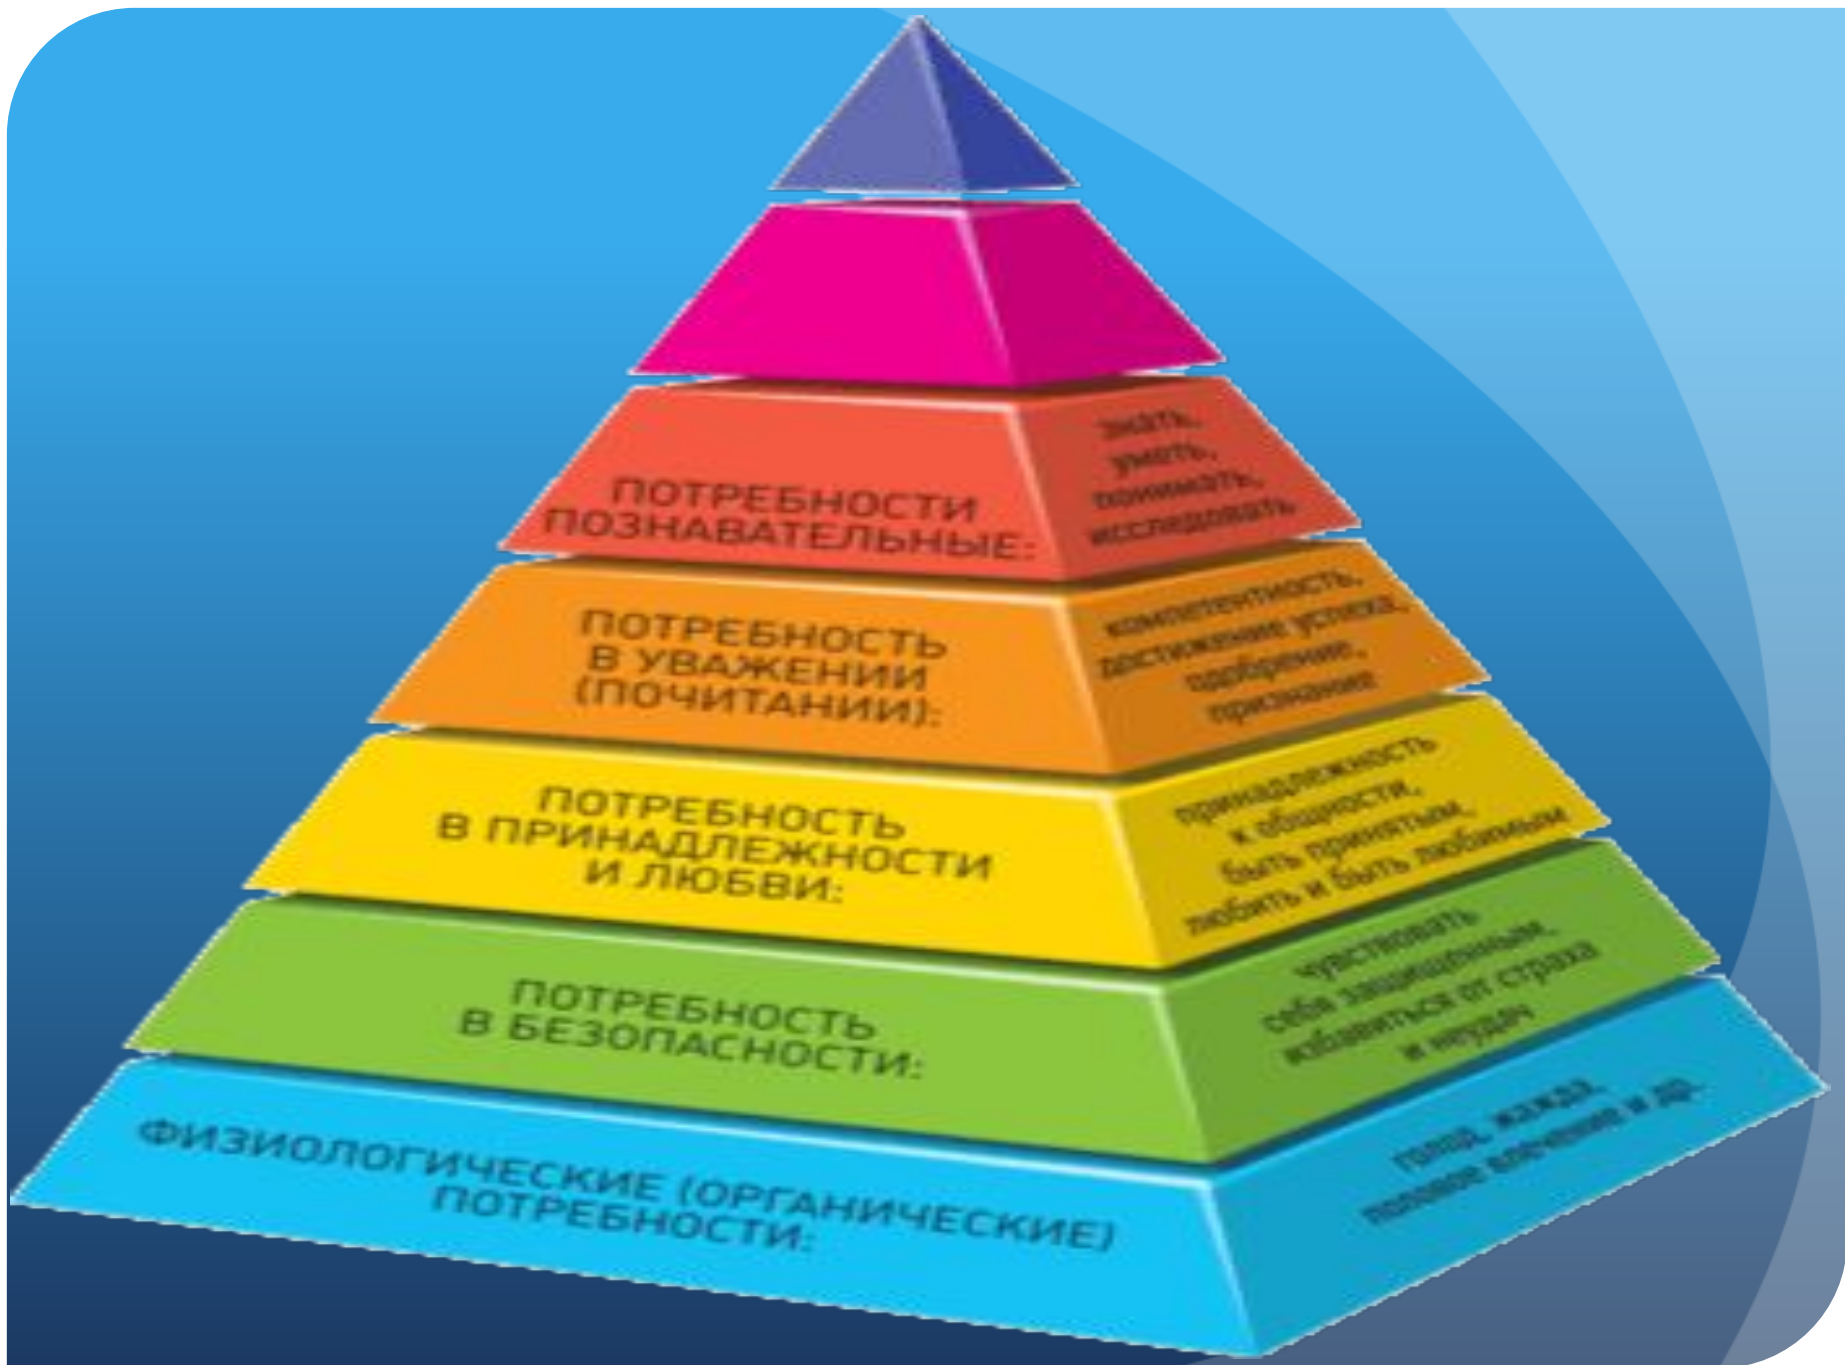 ПОТРЕБНОСТИ
ПОЗНАВАТЕЛЬНЫЕ:
знать,
уметь,
понимать,
исследовать
ПОТРЕБНОСТЬ
В УВАЖЕНИИ
(ПОЧИТАНИИ):
компетентность,
достижение успеха,
одобрение,
признание
ПОТРЕБНОСТЬ
В ПРИНАДЛЕЖНОСТИ
И ЛЮБВИ:
принадлежность
к общности,
быть принятым,
любить и быть любимым
ПОТРЕБНОСТЬ
В БЕЗОПАСНОСТИ:
чувствовать
себя защищённым,
избавиться от страха
и неудач
ФИЗИОЛОГИЧЕСКИЕ (ОРГАНИЧЕСКИЕ)
ПОТРЕБНОСТИ:
голод, жажда,
половое влечение и др.